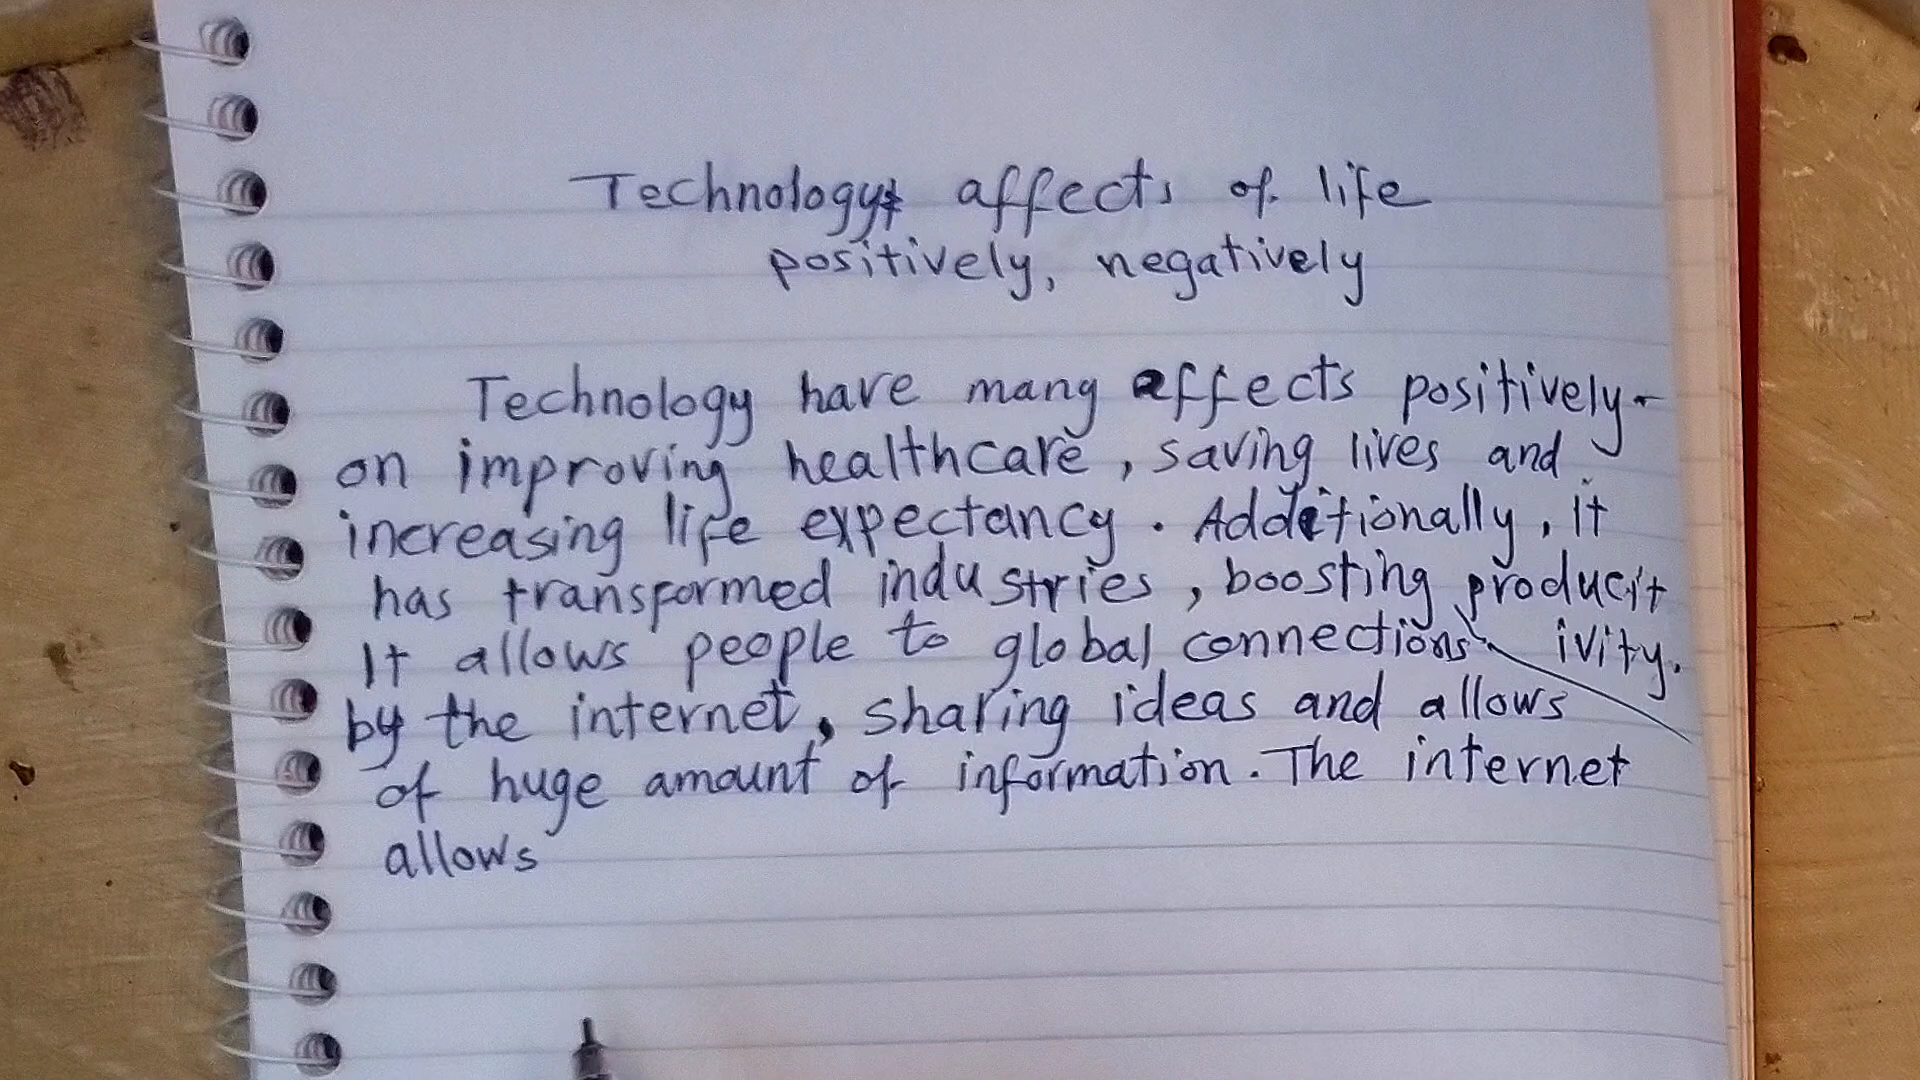 Technology affects of life
positively, negatively
Technology have many affects positively
on improving healthcare, saving lives and
increasing life expectancy. Additionally, it
has transformed industries, boosting producit
ivity.
It allows people to global connections
by the internet, sharing ideas and allows
of huge amount of information. The internet
allows